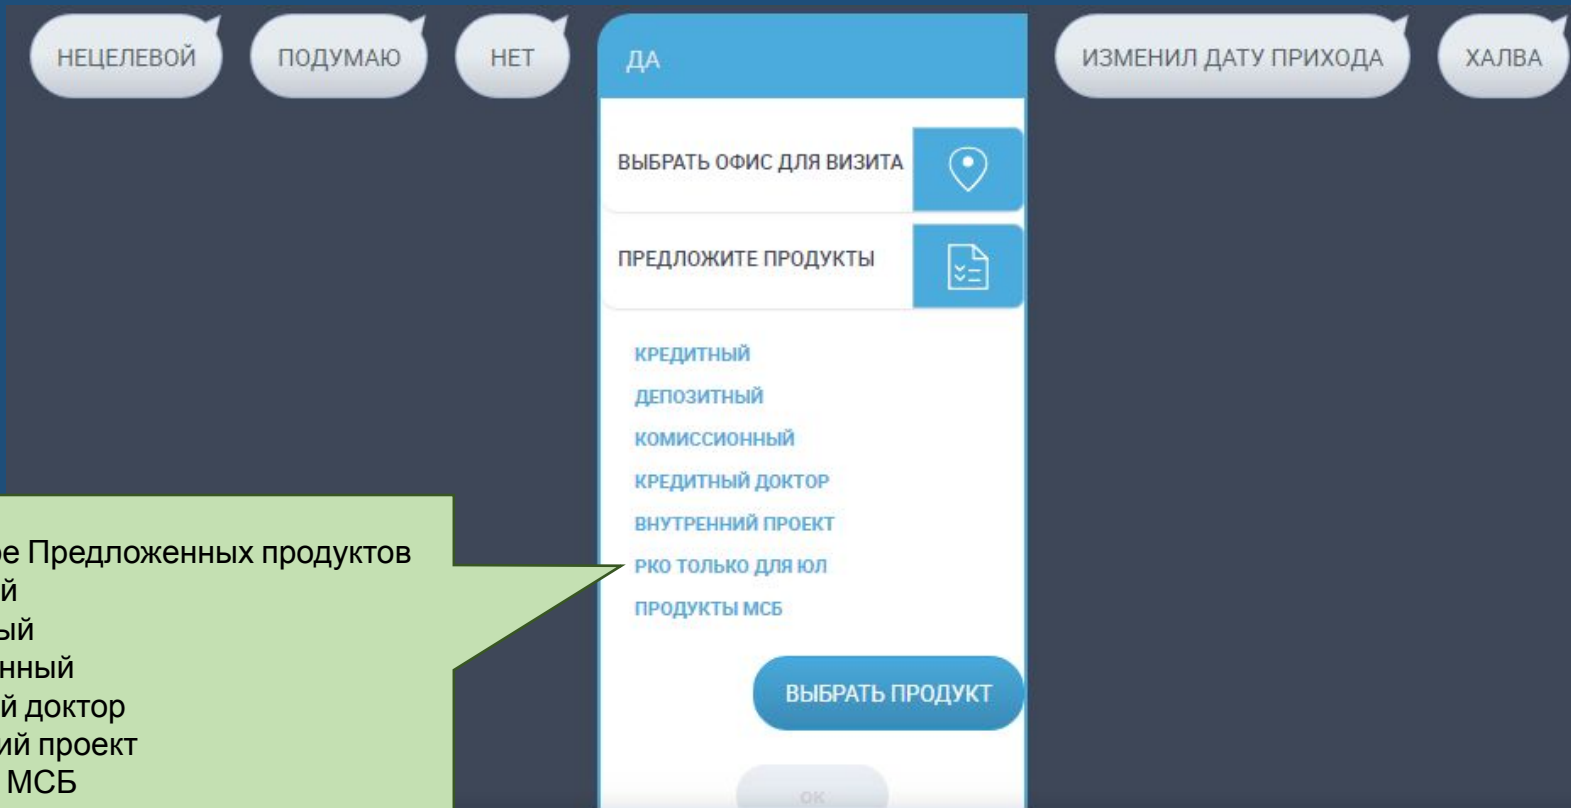 НЕЦЕЛЕВОЙ
ПОДУМАЮ
НЕТ
ДА
ИЗМЕНИЛ ДАТУ ПРИХОДА
ХАЛВА
ВЫБРАТЬ ОФИС ДЛЯ ВИЗИТА
ПРЕДЛОЖИТЕ ПРОДУКТЫ
КРЕДИТНЫЙ
ДЕПОЗИТНЫЙ
КОМИССИОННЫЙ
КРЕДИТНЫЙ ДОКТОР
ВНУТРЕННИЙ ПРОЕКТ
РКО ТОЛЬКО ДЛЯ ЮЛ
ПРОДУКТЫ МСБ
ВЫБРАТЬ ПРОДУКТ
ОК
Предложенных продуктов
доктор
проект
МСБ